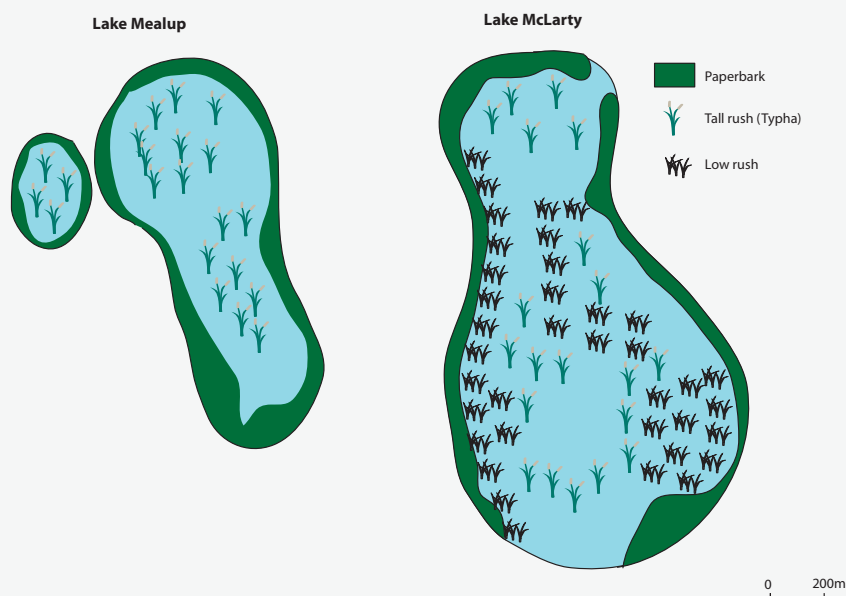 Lake Mealup
Lake McLarty
Paperbark
Tall rush (Typha)
Low rush
0 200m